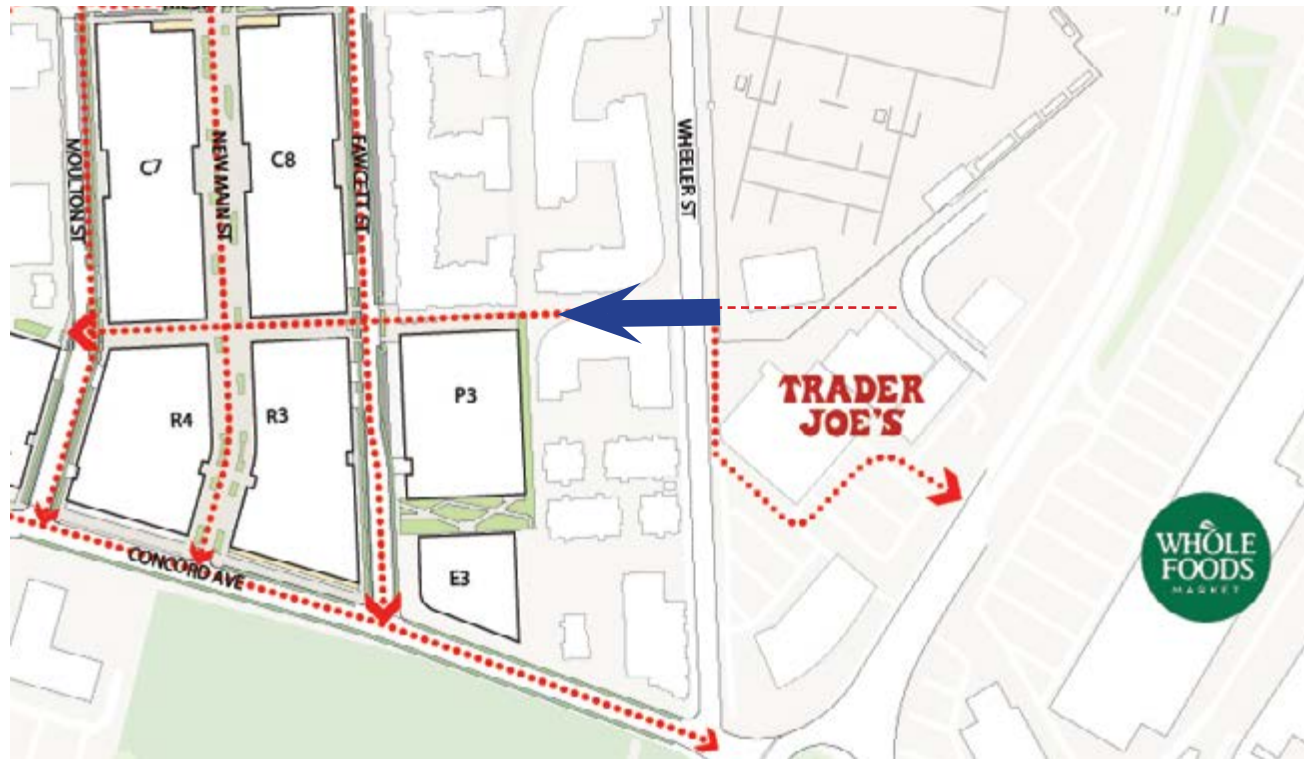 MOULTON ST
C7
NEW MAIN ST
C8
FAWCETT ST
WHEELER ST
R4
R3
P3
TRADER
JOE'S
E3
CONCORD AVE
WHOLE
FOODS
MARKET